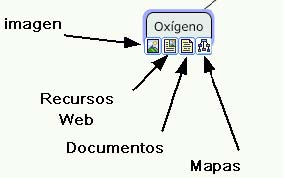 imagen
Oxígeno
Recursos
Web
Documentos
Mapas